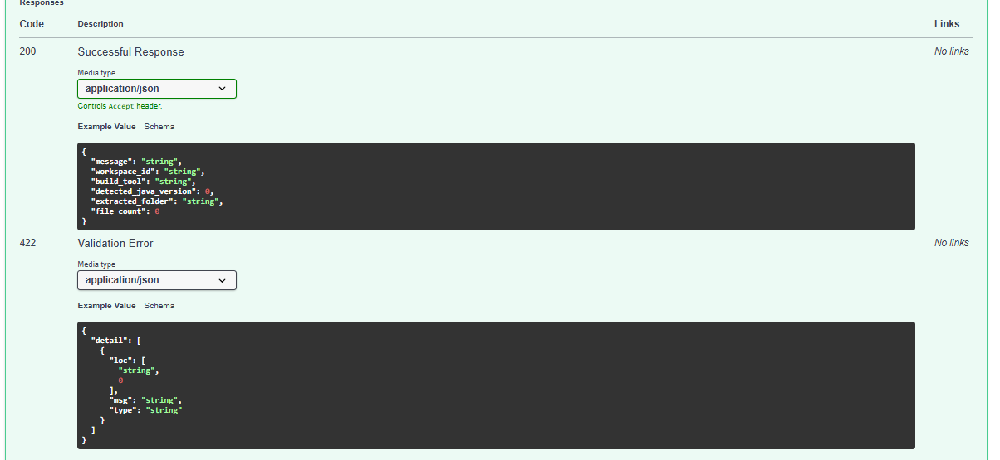 Responses
Code Description Links
200 Successful Response No links
Media type
application/json
Controls Accept header.
Example Value Schema
{
  "message": "string",
  "workspace_id": "string",
  "build_tool": "string",
  "detected_java_version": 0,
  "extracted_folder": "string",
  "file_count": 0
}
422 Validation Error No links
Media type
application/json
Example Value Schema
{
  "detail": [
    {
      "loc": [
        "string",
        0
      ],
      "msg": "string",
      "type": "string"
    }
  ]
}